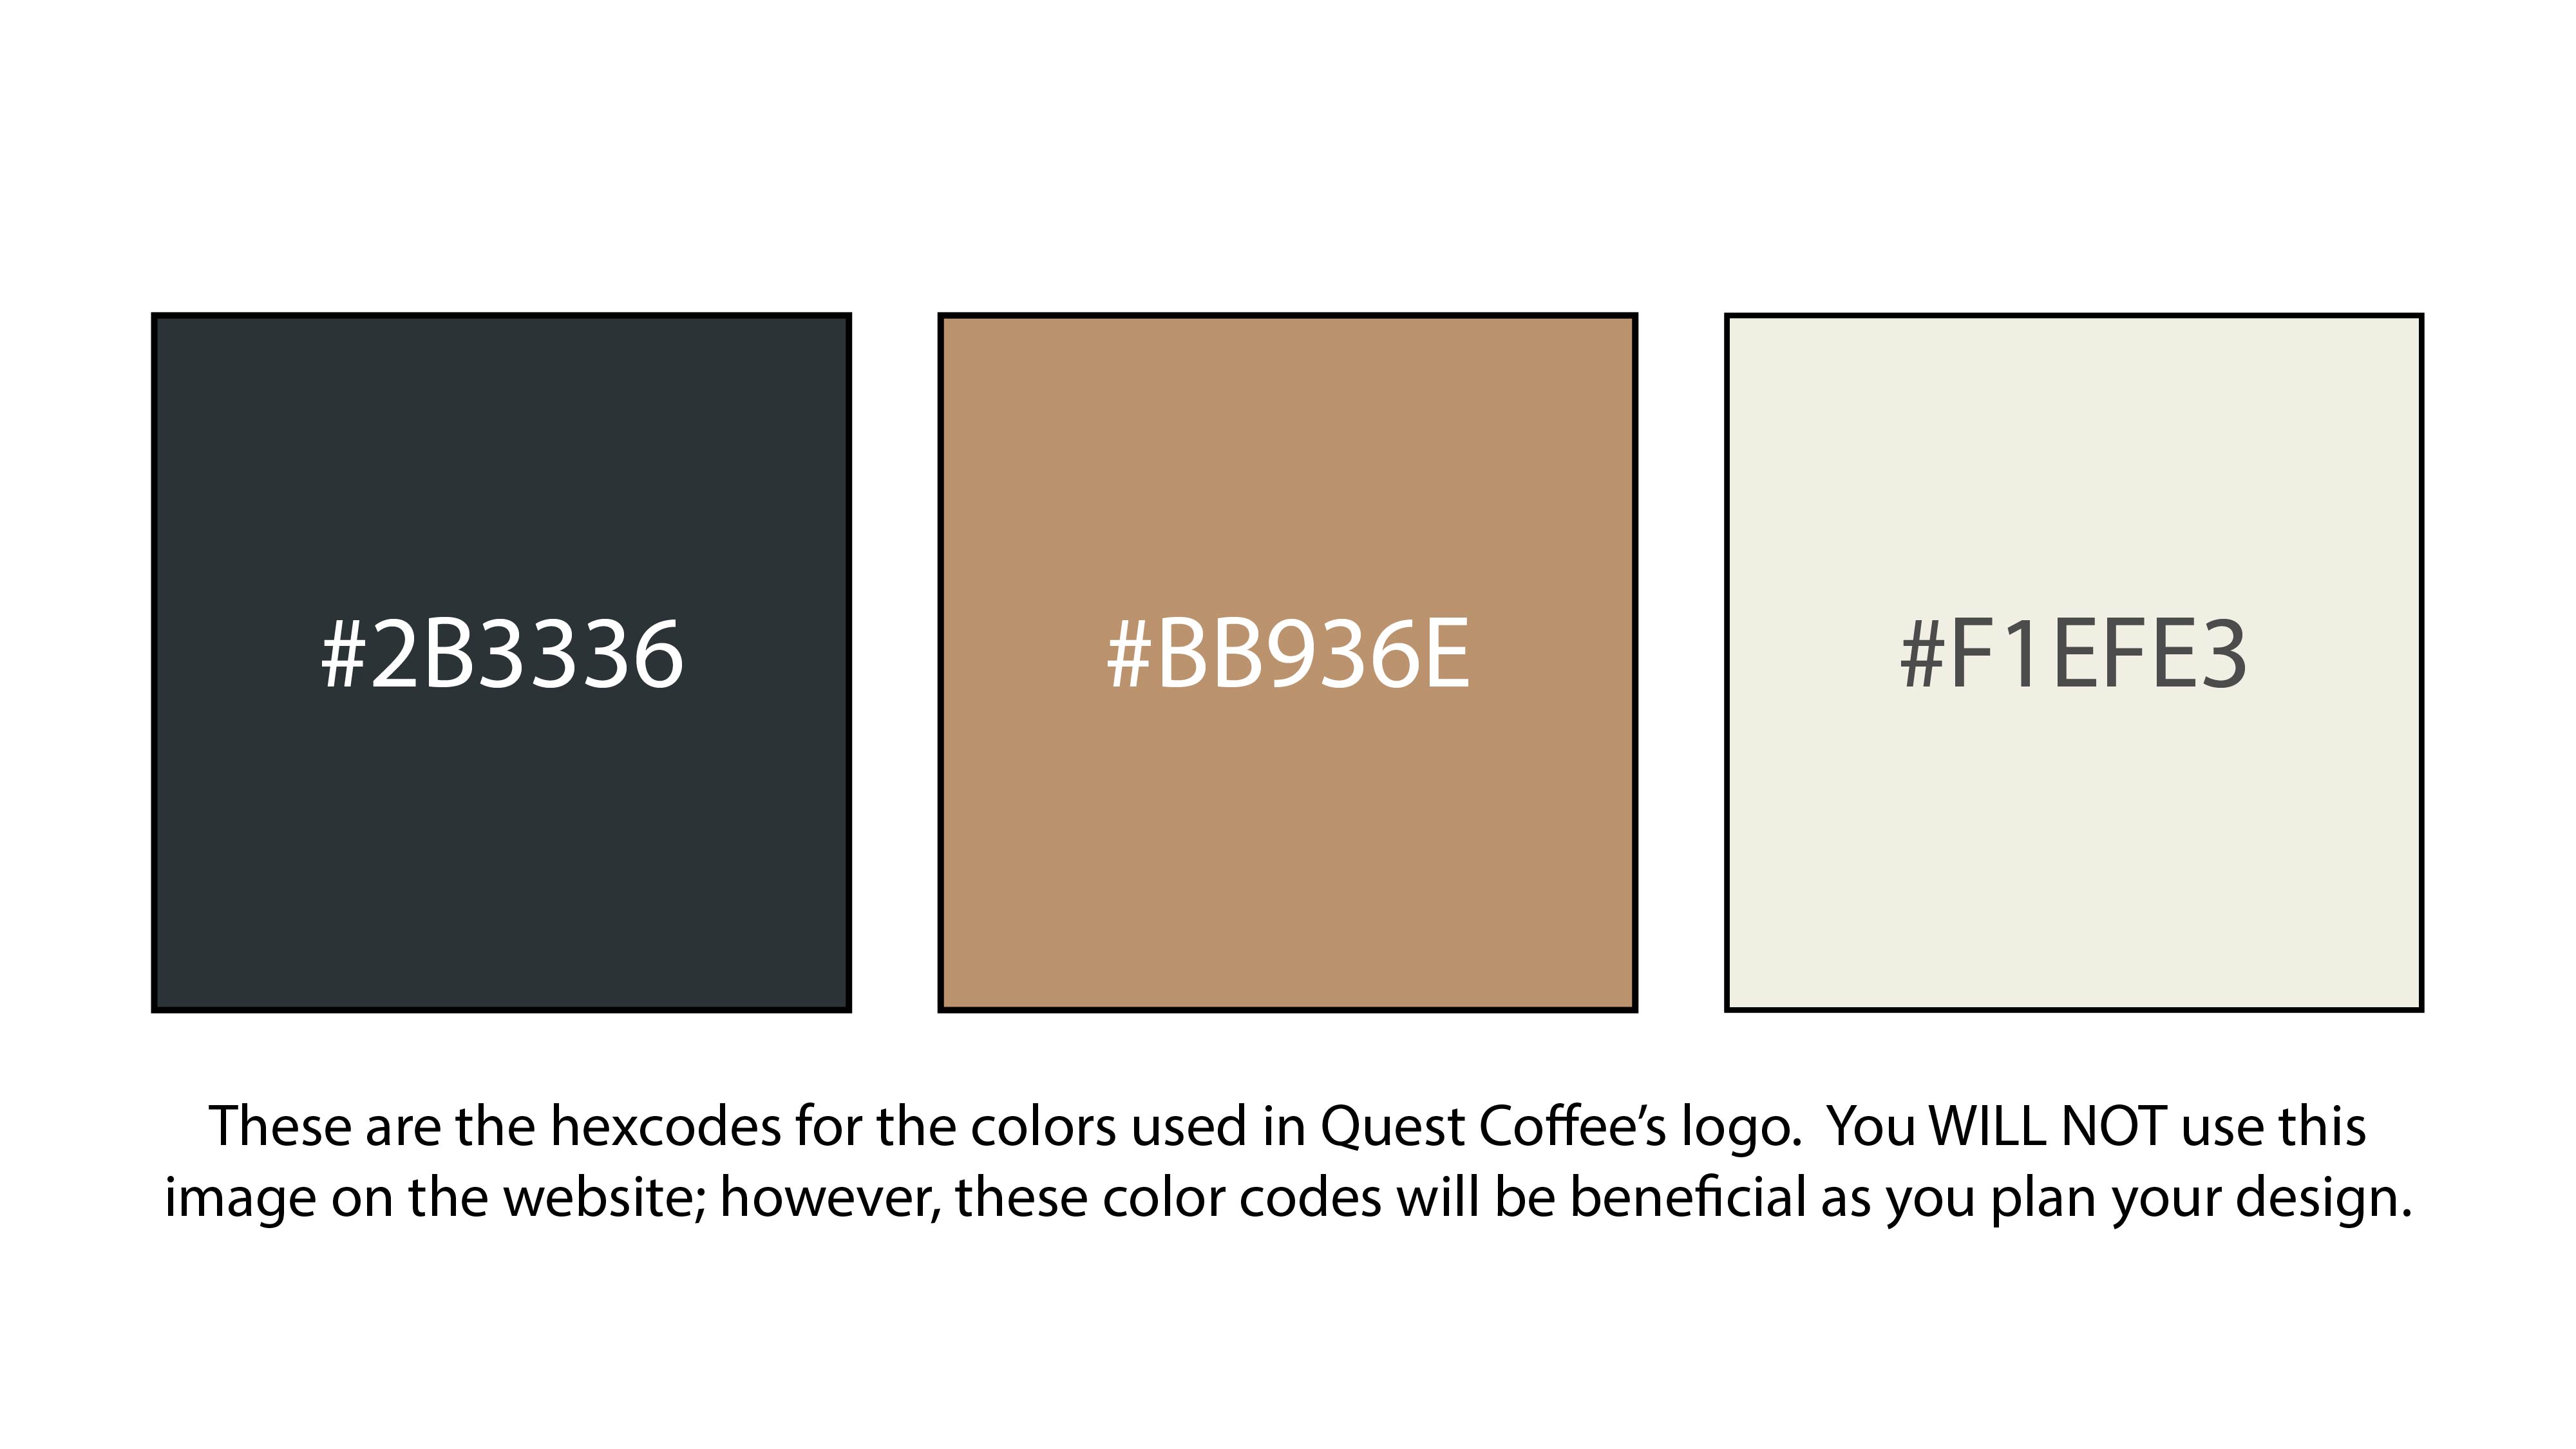 #2B3336
#BB936E
#F1EFE3
These are the hexcodes for the colors used in Quest Coffee’s logo.  You WILL NOT use this
image on the website; however, these color codes will be beneficial as you plan your design.